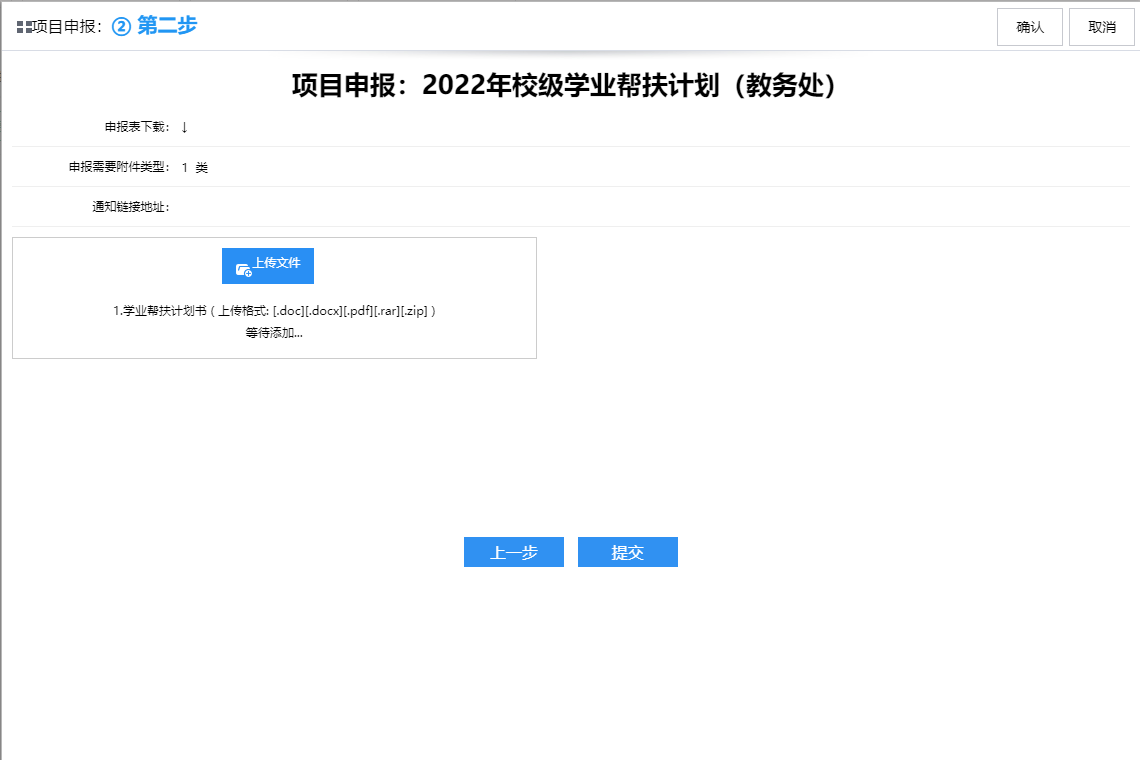 项目申报：② 第二步
确认 取消
项目申报：2022年校级学业帮扶计划（教务处）
申报表下载： ↓
申报需要附件类型： 1 类
通知链接地址：
上传文件
1.学业帮扶计划书 ( 上传格式: [.doc][.docx][.pdf][.rar][.zip] )
等待添加...
上一步 提交